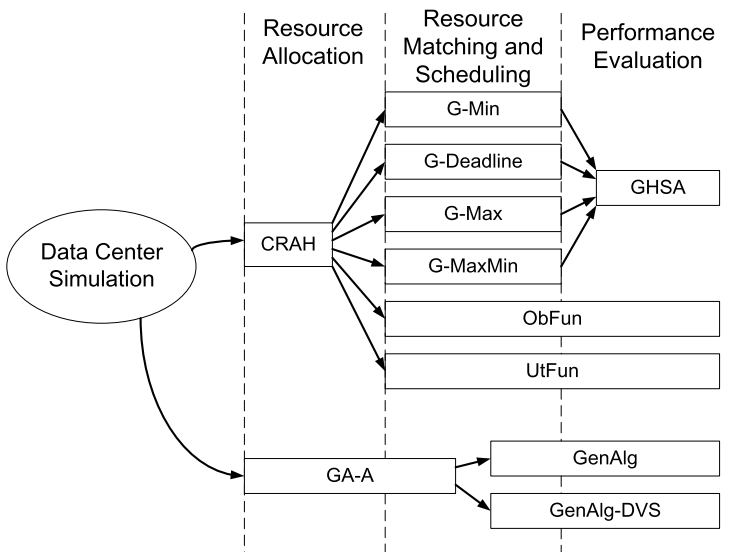 Resource
Allocation
Resource
Matching and
Scheduling
Performance
Evaluation
G-Min
G-Deadline
GHSA
G-Max
Data Center
Simulation
CRAH
G-MaxMin
ObFun
UtFun
GenAlg
GA-A
GenAlg-DVS